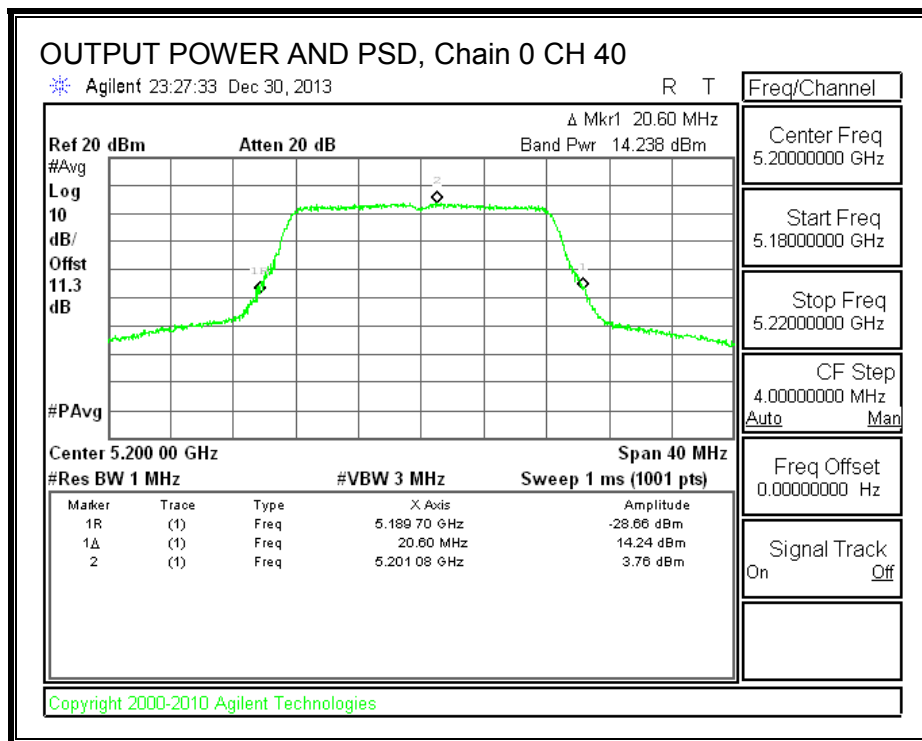 OUTPUT POWER AND PSD, Chain 0 CH 40
Agilent 23:27:33 Dec 30, 2013 R T
Freq/Channel
Δ Mkr1 20.60 MHz
Ref 20 dBm Atten 20 dB Band Pwr 14.238 dBm
#Avg
Log
10
dB/
Offst
11.3
dB
#PAvg
2
1R
1
Center 5.200 00 GHz Span 40 MHz
#Res BW 1 MHz #VBW 3 MHz Sweep 1 ms (1001 pts)
Marker Trace Type X Axis Amplitude
1R (1) Freq 5.189 70 GHz -28.66 dBm
1Δ (1) Freq 20.60 MHz 14.24 dBm
2 (1) Freq 5.201 08 GHz 3.76 dBm
Center Freq
5.20000000 GHz
Start Freq
5.18000000 GHz
Stop Freq
5.22000000 GHz
CF Step
4.00000000 MHz
Auto Man
Freq Offset
0.00000000 Hz
Signal Track
On Off
Copyright 2000-2010 Agilent Technologies